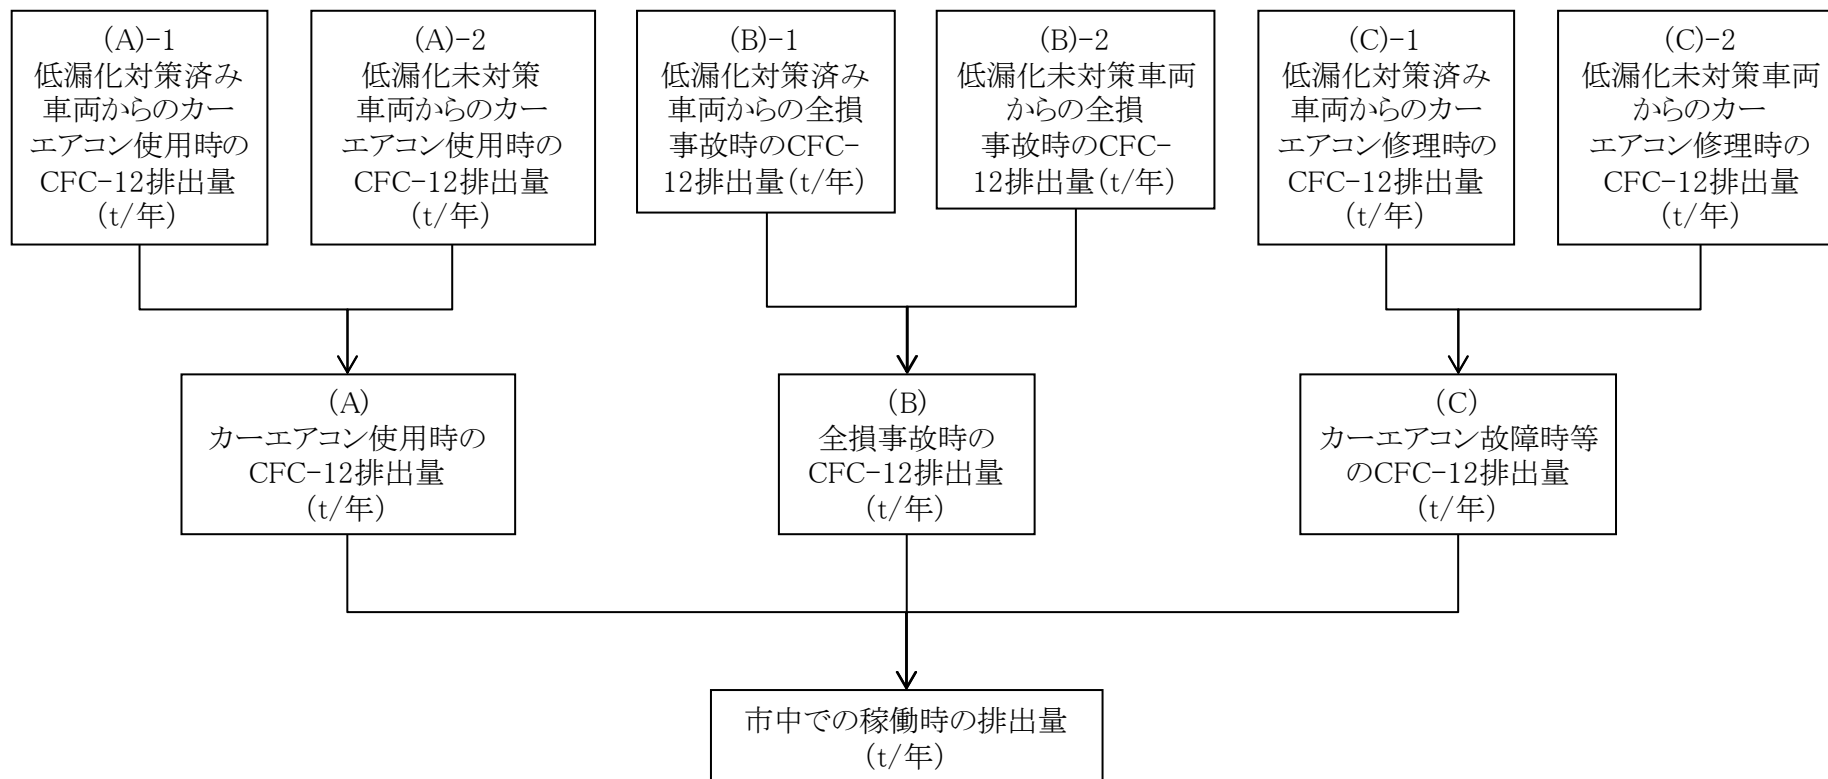 (A)-1
低漏化対策済み
車両からのカー
エアコン使用時の
CFC-12排出量
(t/年)
(A)-2
低漏化未対策
車両からのカー
エアコン使用時の
CFC-12排出量
(t/年)
(B)-1
低漏化対策済み
車両からの全損
事故時のCFC-
12排出量(t/年)
(B)-2
低漏化未対策車両
からの全損
事故時のCFC-
12排出量(t/年)
(C)-1
低漏化対策済み
車両からのカー
エアコン修理時の
CFC-12排出量
(t/年)
(C)-2
低漏化未対策車両
からのカー
エアコン修理時の
CFC-12排出量
(t/年)
(A)
カーエアコン使用時の
CFC-12排出量
(t/年)
(B)
全損事故時の
CFC-12排出量
(t/年)
(C)
カーエアコン故障時等
のCFC-12排出量
(t/年)
市中での稼働時の排出量
(t/年)